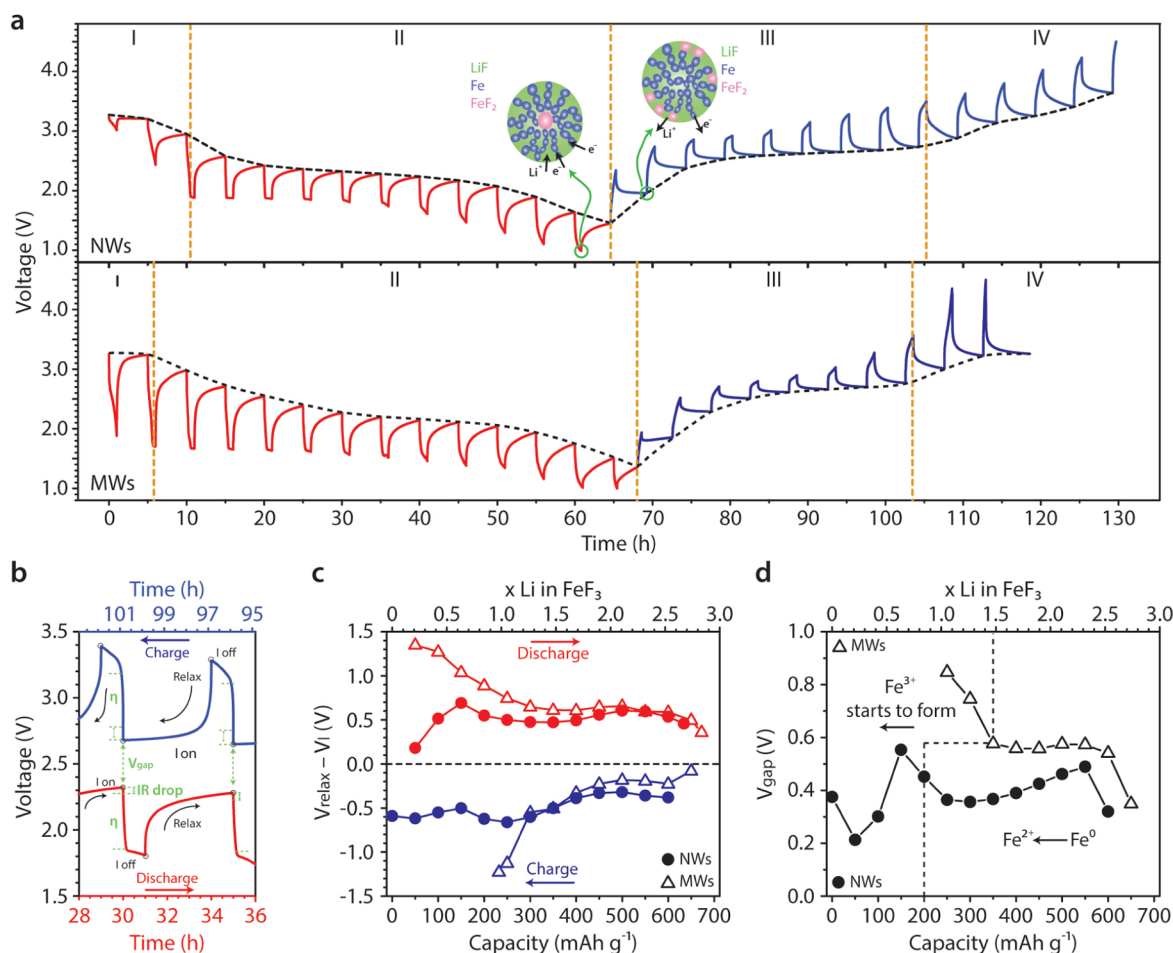 a
I II III IV
LiF
Fe
FeF₂
Li⁺ e⁻ e⁻
LiF
Fe
FeF₂
Li⁺ e⁻
4.0
3.0
2.0
1.0
NWs
Voltage (V)
I II III IV
4.0
3.0
2.0
1.0
MWs
0 10 20 30 40 50 60 70 80 90 100 110 120 130
Time (h)
b
Time (h)
101 99 97 95
3.5
3.0
2.5
2.0
1.5
Voltage (V)
Charge
I off
I off
η
Relax
η
I on
Vgap
I on
IR drop
η
Relax
I off
Discharge
28 30 32 34 36
Time (h)
c
x Li in FeF₃
0 0.5 1.0 1.5 2.0 2.5 3.0
1.5
1.0
0.5
0.0
-0.5
-1.0
-1.5
Vrelax − VI (V)
Discharge
Charge
NWs
MWs
0 100 200 300 400 500 600 700
Capacity (mAh g⁻¹)
d
x Li in FeF₃
0.0 0.5 1.0 1.5 2.0 2.5 3.0
1.0
0.8
0.6
0.4
0.2
0.0
Vgap (V)
MWs
Fe³⁺
starts to form
Fe²⁺ ← Fe⁰
NWs
0 100 200 300 400 500 600 700
Capacity (mAh g⁻¹)